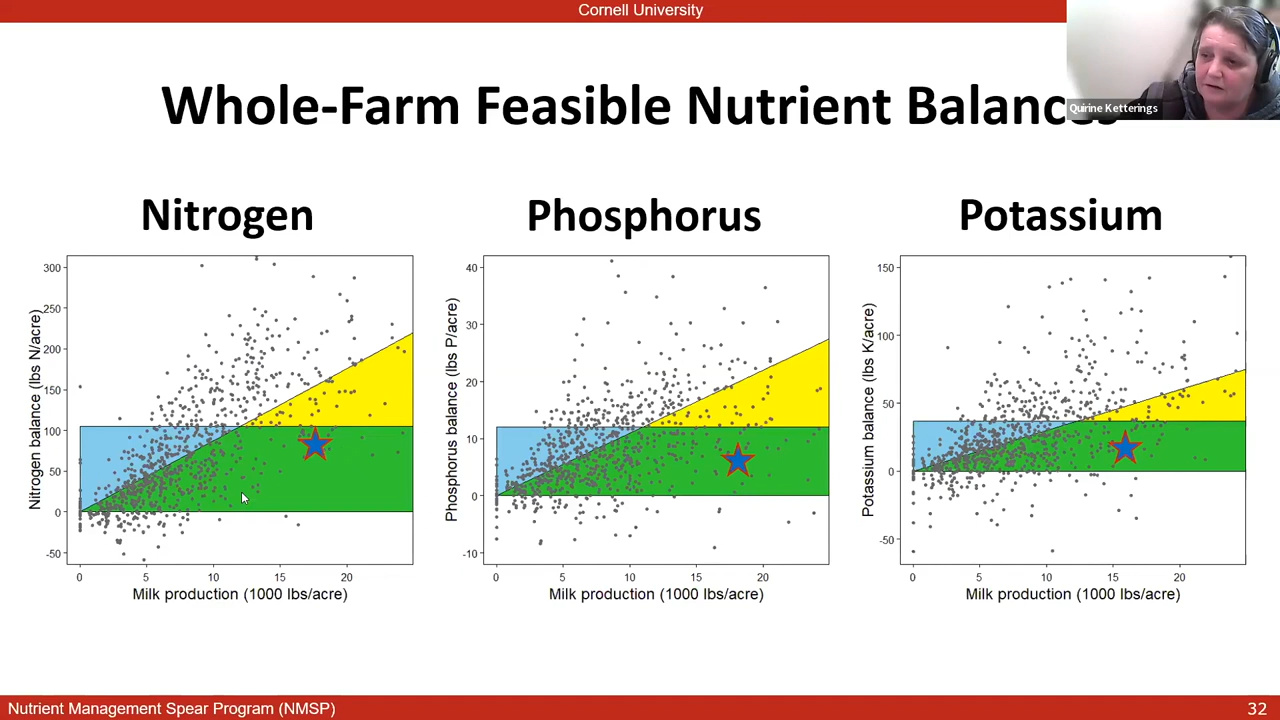 Cornell University
Quirine Ketterings
Whole-Farm Feasible Nutrient Balances
Nitrogen
Phosphorus
Potassium
Nitrogen balance (lbs N/acre)
300
250
200
150
100
50
0
-50
0
5
10
15
20
Milk production (1000 lbs/acre)
Phosphorus balance (lbs P/acre)
40
30
20
10
0
-10
0
5
10
15
20
Milk production (1000 lbs/acre)
Potassium balance (lbs K/acre)
150
100
50
0
-50
0
5
10
15
20
Milk production (1000 lbs/acre)
Nutrient Management Spear Program (NMSP)
32